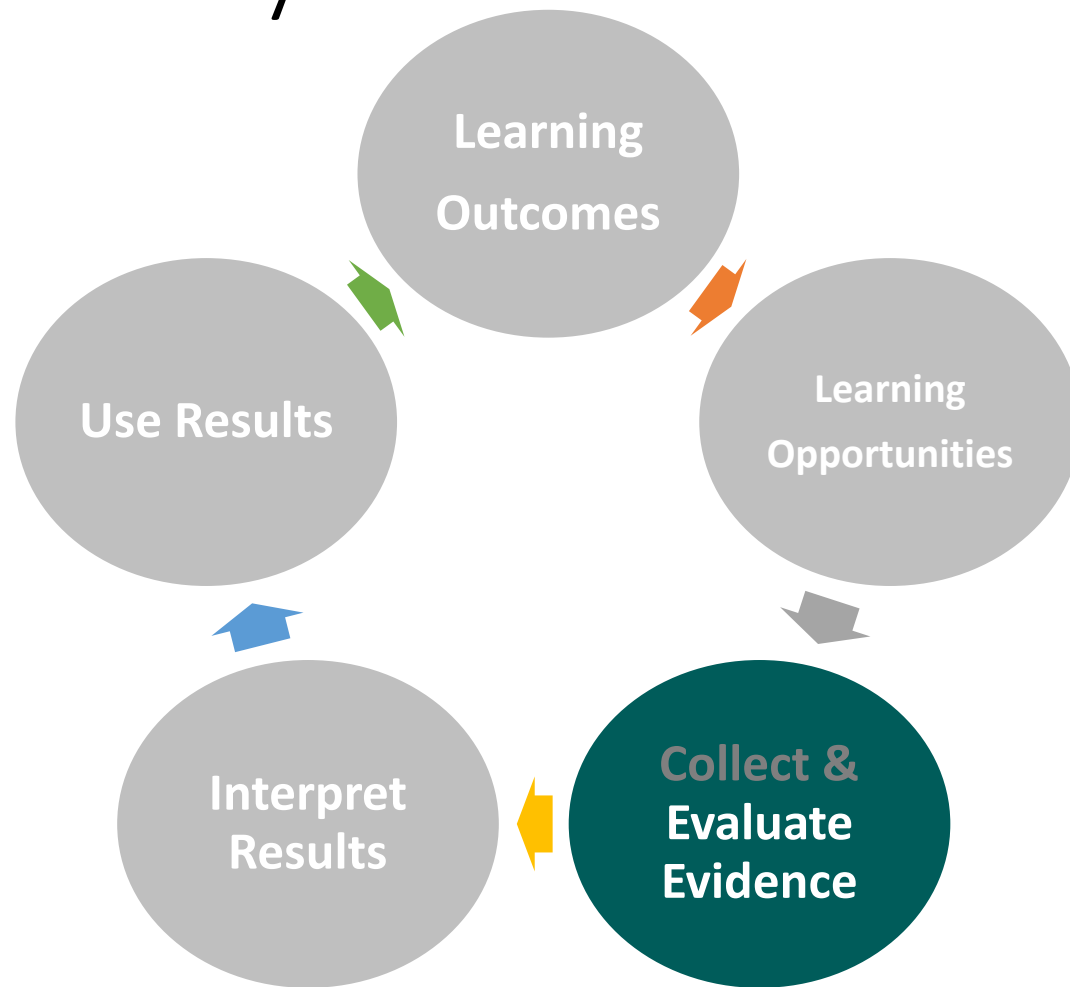 Learning
Outcomes
Learning
Opportunities
Collect &
Evaluate
Evidence
Interpret
Results
Use Results